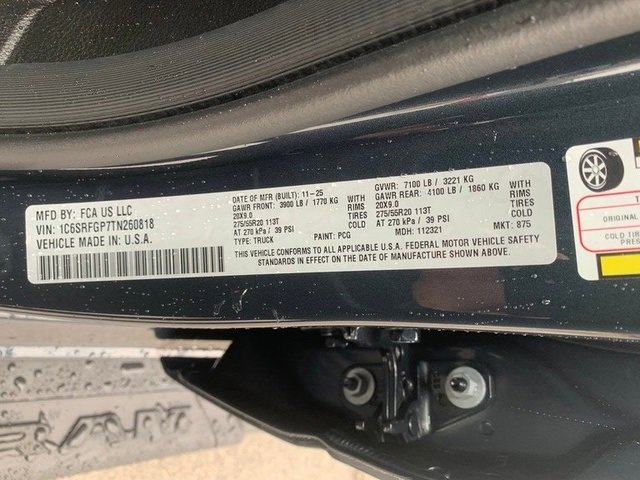 MFD BY: FCA US LLC
VIN: 1C6SRFGP7TN260818
VEHICLE MADE IN U.S.A.
DATE OF MFR (BUILT): 11-25
GAWR FRONT: 3900 LB / 1770 KG WITH
20X9.0 RIMS
275/55R20 113T TIRES
AT 270 kPa / 39 PSI COLD
TYPE: TRUCK PAINT: PCG
GVWR: 7100 LB / 3221 KG
GAWR REAR: 4100 LB / 1860 KG WITH
20X9.0 RIMS
275/55R20 113T TIRES
AT 270 kPa / 39 PSI COLD
MDH: 112321 MKT: 875
THIS VEHICLE CONFORMS TO ALL APPLICABLE U.S.A. FEDERAL MOTOR VEHICLE SAFETY
STANDARDS IN EFFECT ON THE DATE OF MANUFACTURE SHOWN ABOVE.
ORIGINAL
COLD TIRE